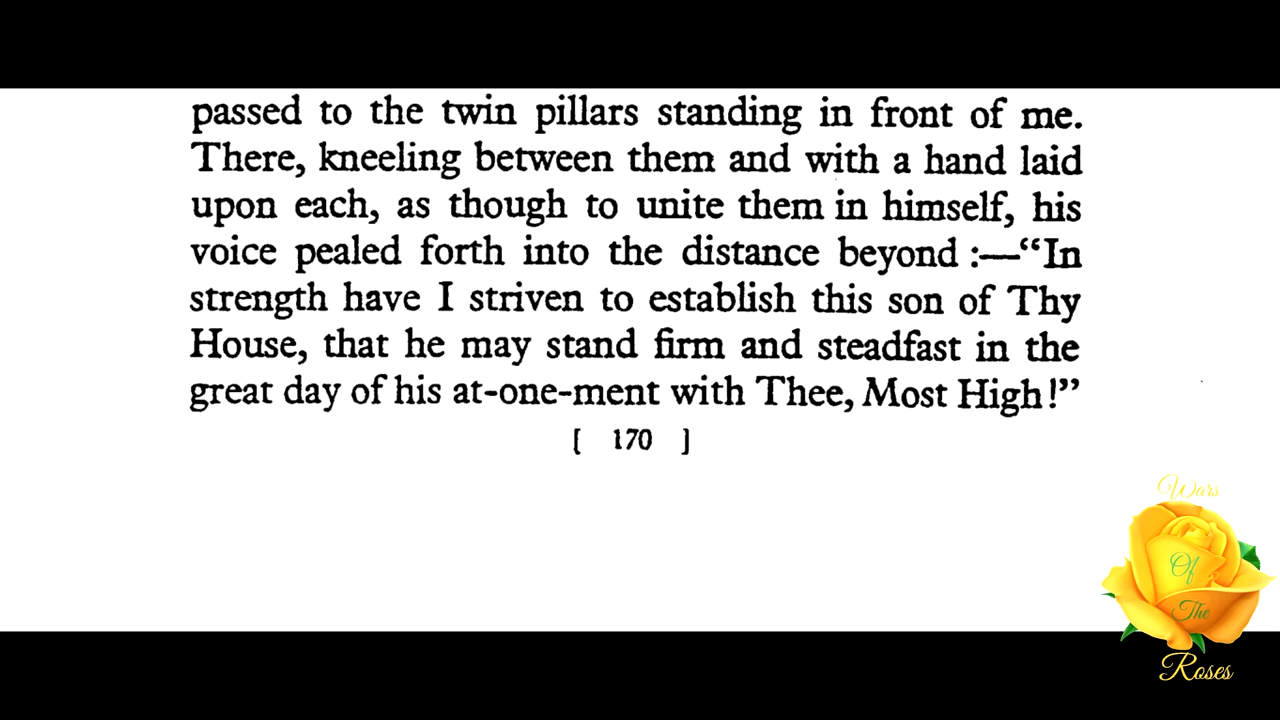 passed to the twin pillars standing in front of me.
There, kneeling between them and with a hand laid
upon each, as though to unite them in himself, his
voice pealed forth into the distance beyond :—“In
strength have I striven to establish this son of Thy
House, that he may stand firm and steadfast in the
great day of his at-one-ment with Thee, Most High!”
[ 170 ]
Wars
Of
The
Roses